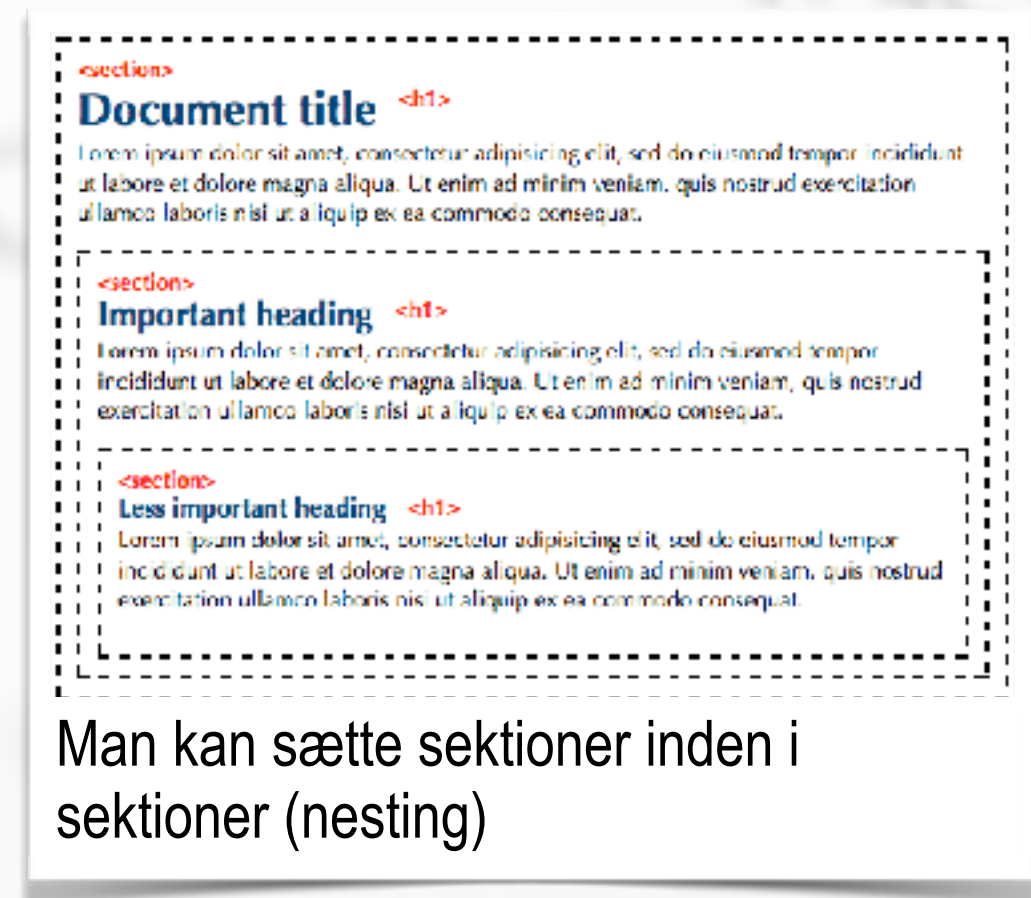 <section>
Document title <h1>
Lorem ipsum dolor sit amet, consectetur adipisicing elit, sed do eiusmod tempor incididunt
ut labore et dolore magna aliqua. Ut enim ad minim veniam, quis nostrud exercitation
ullamco laboris nisi ut aliquip ex ea commodo consequat.
<section>
Important heading <h1>
Lorem ipsum dolor sit amet, consectetur adipisicing elit, sed do eiusmod tempor
incididunt ut labore et dolore magna aliqua. Ut enim ad minim veniam, quis nostrud
exercitation ullamco laboris nisi ut aliquip ex ea commodo consequat.
<section>
Less important heading <h1>
Lorem ipsum dolor sit amet, consectetur adipisicing elit, sed do eiusmod tempor
incididunt ut labore et dolore magna aliqua. Ut enim ad minim veniam, quis nostrud
exercitation ullamco laboris nisi ut aliquip ex ea commodo consequat.
Man kan sætte sektioner inden i
sektioner (nesting)